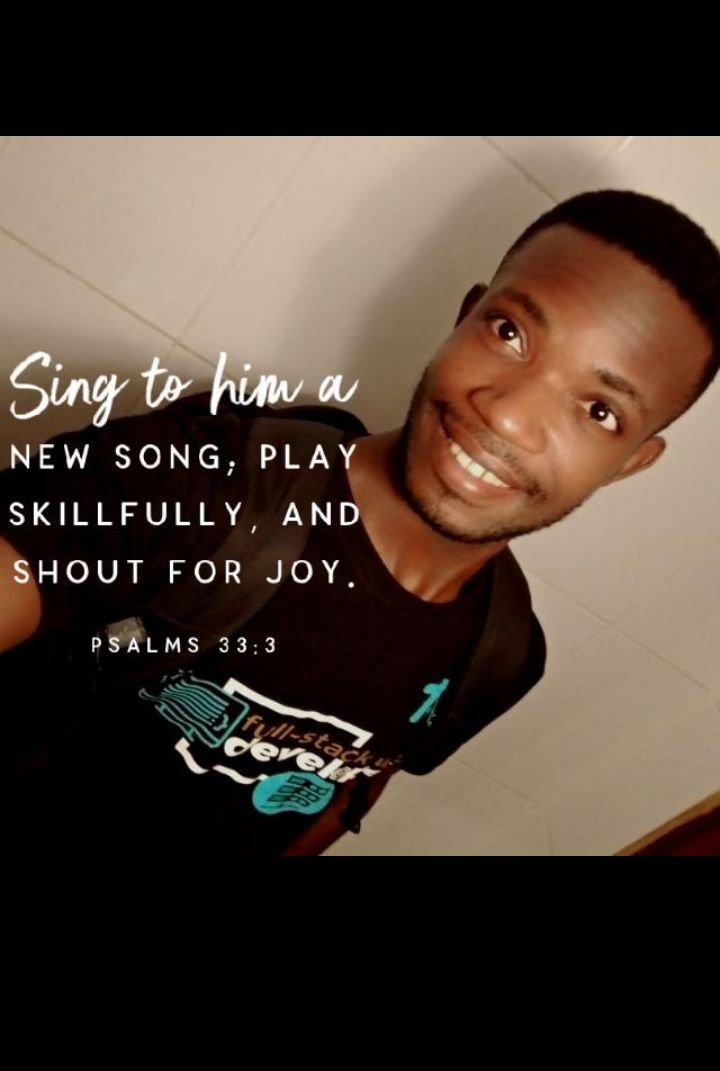 Sing to him a
NEW SONG; PLAY
SKILLFULLY, AND
SHOUT FOR JOY.
PSALMS 33:3
full-stack